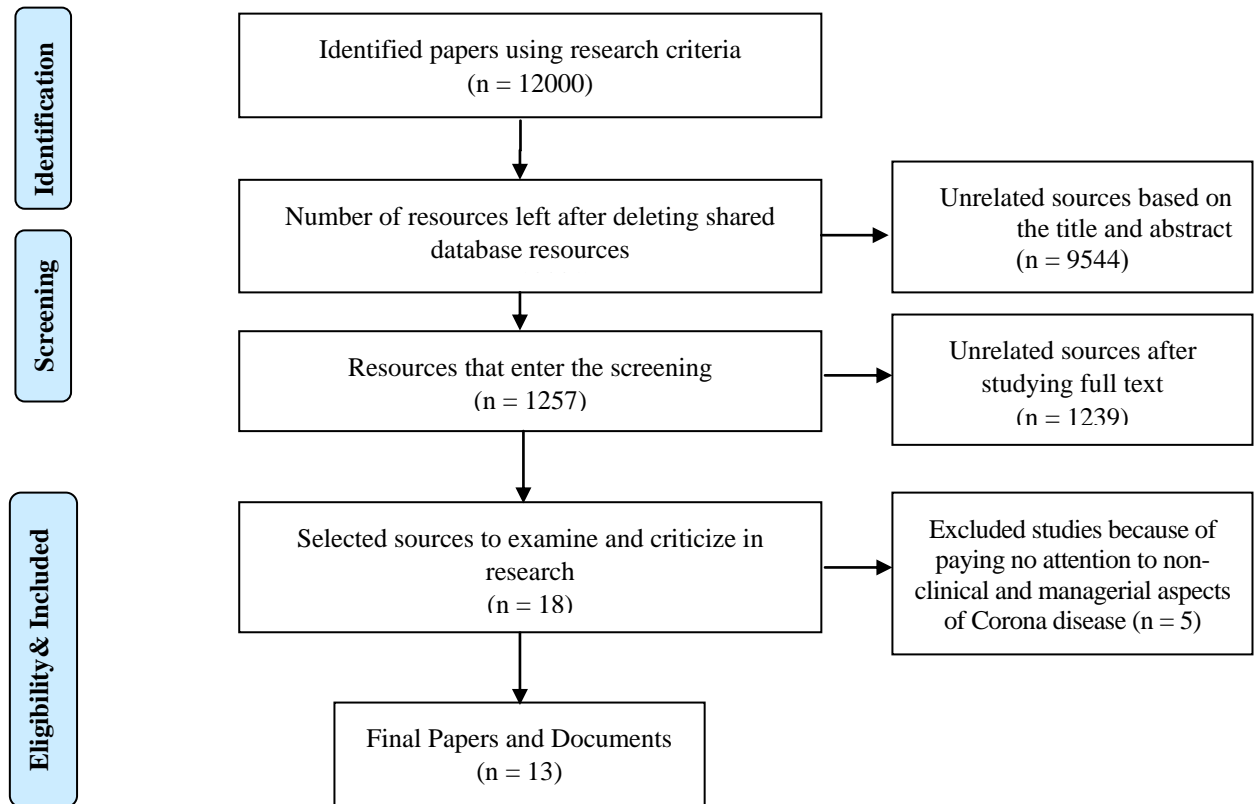 Identification
Identified papers using research criteria
(n = 12000)
Number of resources left after deleting shared
database resources
Unrelated sources based on
the title and abstract
(n = 9544)
Screening
Resources that enter the screening
(n = 1257)
Unrelated sources after
studying full text
(n = 1239)
Eligibility& Included
Selected sources to examine and criticize in
research
(n = 18)
Excluded studies because of
paying no attention to non-
clinical and managerial aspects
of Corona disease (n = 5)
Final Papers and Documents
(n = 13)